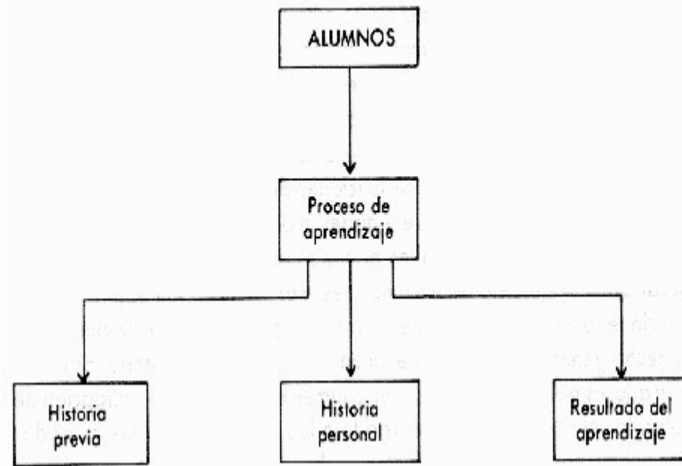 ALUMNOS
Proceso de
aprendizaje
Historia
previa
Historia
personal
Resultado del
aprendizaje